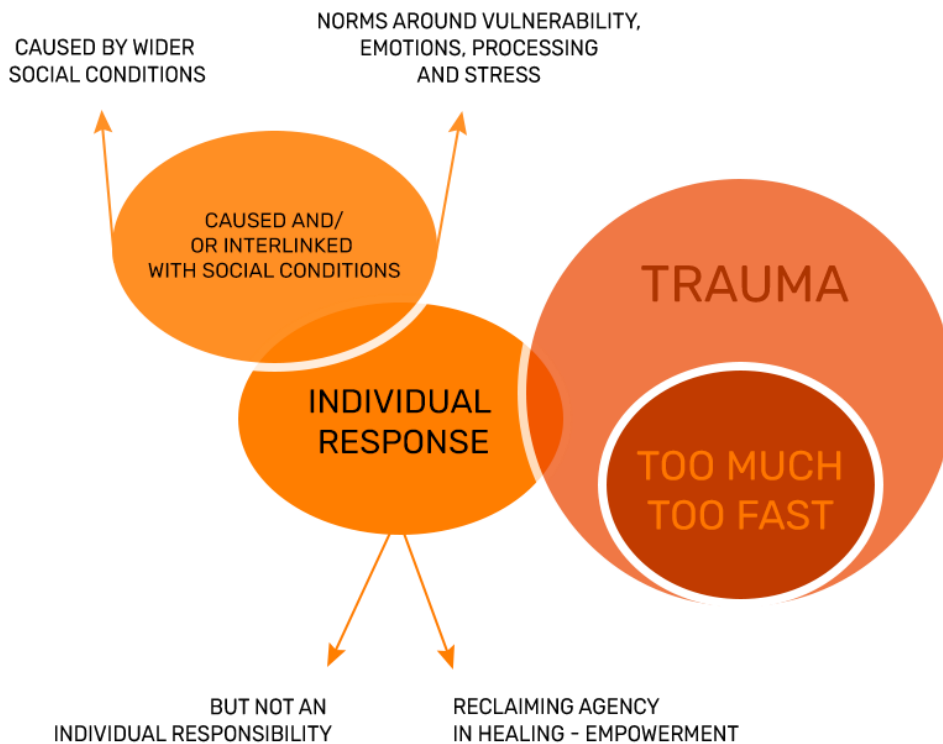 CAUSED BY WIDER
SOCIAL CONDITIONS
NORMS AROUND VULNERABILITY,
EMOTIONS, PROCESSING
AND STRESS
CAUSED AND/
OR INTERLINKED
WITH SOCIAL CONDITIONS
TRAUMA
INDIVIDUAL
RESPONSE
TOO MUCH
TOO FAST
BUT NOT AN
INDIVIDUAL RESPONSIBILITY
RECLAIMING AGENCY
IN HEALING - EMPOWERMENT